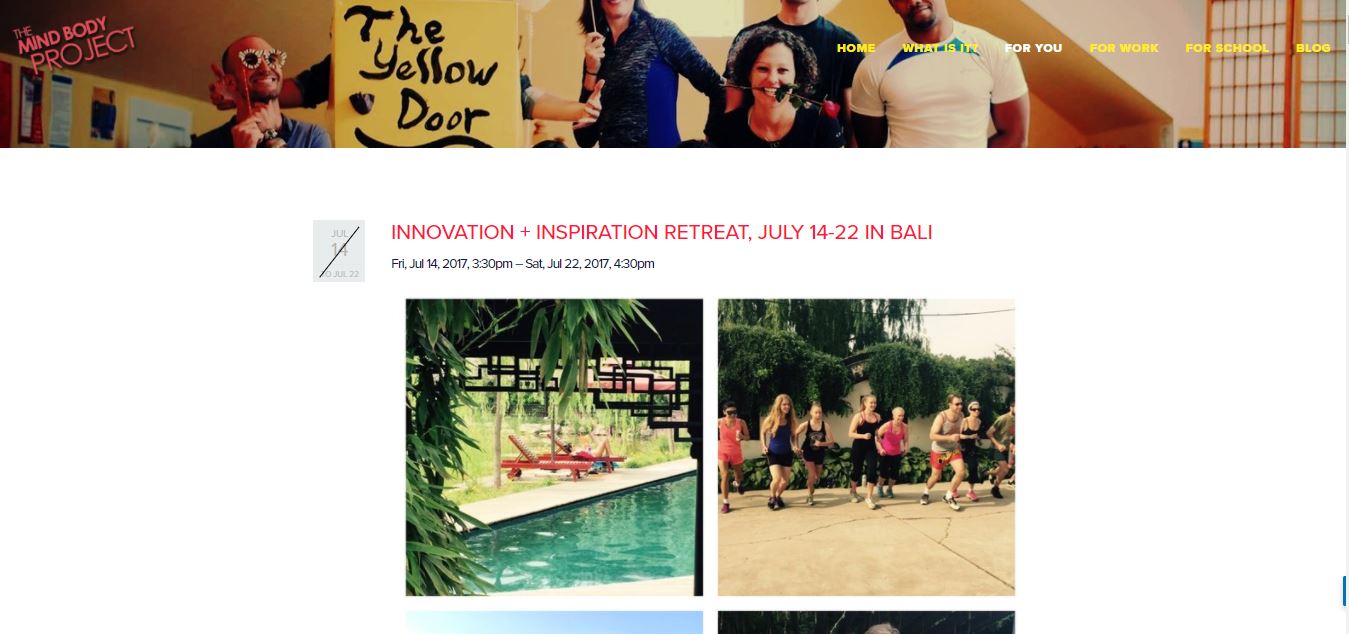 THE
MIND BODY
PROJECT
The
Yellow
Door
HOME WHAT IS IT? FOR YOU FOR WORK FOR SCHOOL BLOG
JUL
14
TO JUL 22
INNOVATION + INSPIRATION RETREAT, JULY 14-22 IN BALI
Fri, Jul 14, 2017, 3:30pm – Sat, Jul 22, 2017, 4:30pm